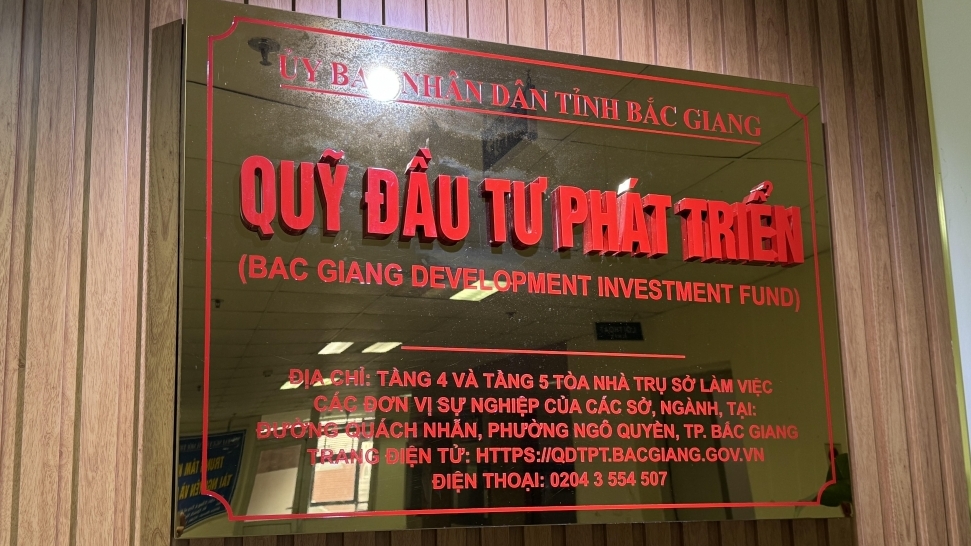 ỦY BAN NHÂN DÂN TỈNH BẮC GIANG
QUỸ ĐẦU TƯ PHÁT TRIỂN
(BAC GIANG DEVELOPMENT INVESTMENT FUND)
ĐỊA CHỈ: TẦNG 4 VÀ TẦNG 5 TÒA NHÀ TRỤ SỞ LÀM VIỆC
CÁC ĐƠN VỊ SỰ NGHIỆP CỦA CÁC SỞ, NGÀNH, TẠI:
ĐƯỜNG QUÁCH NHẪN, PHƯỜNG NGÔ QUYỀN, TP. BẮC GIANG
TRANG ĐIỆN TỬ: HTTPS://QDTPT.BACGIANG.GOV.VN
ĐIỆN THOẠI: 0204 3 554 507